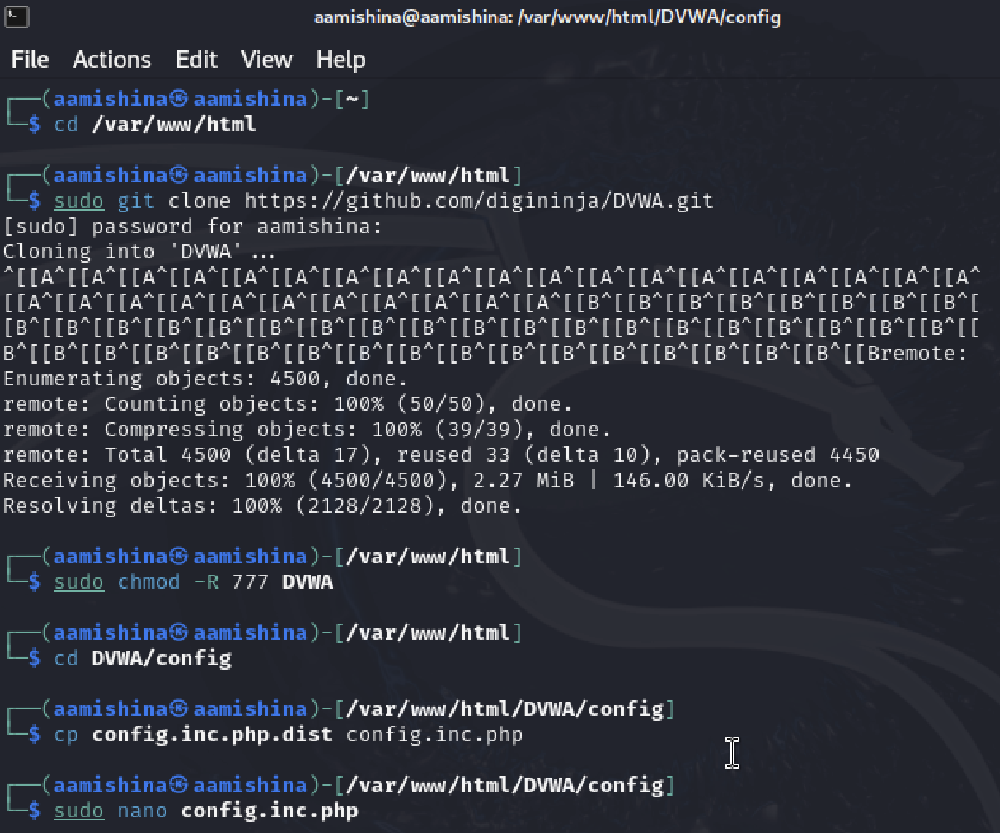 aamishina@aamishina: /var/www/html/DVWA/config
File Actions Edit View Help
┌──(aamishina㉿aamishina)-[~]
└─$ cd /var/www/html
┌──(aamishina㉿aamishina)-[/var/www/html]
└─$ sudo git clone https://github.com/digininja/DVWA.git
[sudo] password for aamishina:
Cloning into 'DVWA'...
^[[A^[[A^[[A^[[A^[[A^[[A^[[A^[[A^[[A^[[A^[[A^[[A^[[A^[[A^[[A^[[A^[[A^[[A^[[A^
[[A^[[A^[[A^[[A^[[A^[[A^[[A^[[A^[[A^[[A^[[A^[[B^[[B^[[B^[[B^[[B^[[B^[[B^[[B^[
[B^[[B^[[B^[[B^[[B^[[B^[[B^[[B^[[B^[[B^[[B^[[B^[[B^[[B^[[B^[[B^[[B^[[B^[[B^[[
B^[[B^[[B^[[B^[[B^[[B^[[B^[[B^[[B^[[B^[[B^[[B^[[B^[[B^[[B^[[B^[[B^[[Bremote:
Enumerating objects: 4500, done.
remote: Counting objects: 100% (50/50), done.
remote: Compressing objects: 100% (39/39), done.
remote: Total 4500 (delta 17), reused 33 (delta 10), pack-reused 4450
Receiving objects: 100% (4500/4500), 2.27 MiB | 146.00 KiB/s, done.
Resolving deltas: 100% (2128/2128), done.
┌──(aamishina㉿aamishina)-[/var/www/html]
└─$ sudo chmod -R 777 DVWA
┌──(aamishina㉿aamishina)-[/var/www/html]
└─$ cd DVWA/config
┌──(aamishina㉿aamishina)-[/var/www/html/DVWA/config]
└─$ cp config.inc.php.dist config.inc.php
┌──(aamishina㉿aamishina)-[/var/www/html/DVWA/config]
└─$ sudo nano config.inc.php